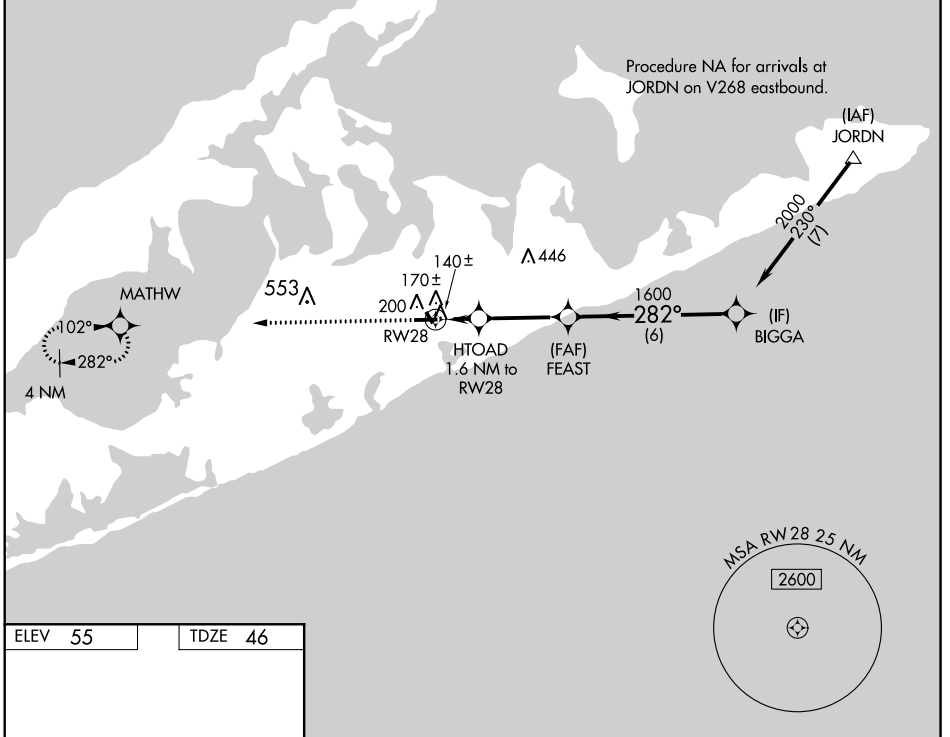 Procedure NA for arrivals at
JORDN on V268 eastbound.
(IAF)
JORDN
2000
230°
(7)
446
140±
170±
553
200
RW28
MATHW
102°
282°
4 NM
HTOAD
1.6 NM to
RW28
(FAF)
FEAST
1600
282°
(6)
(IF)
BIGGA
MSA RW 28 25 NM
2600
ELEV 55
TDZE 46